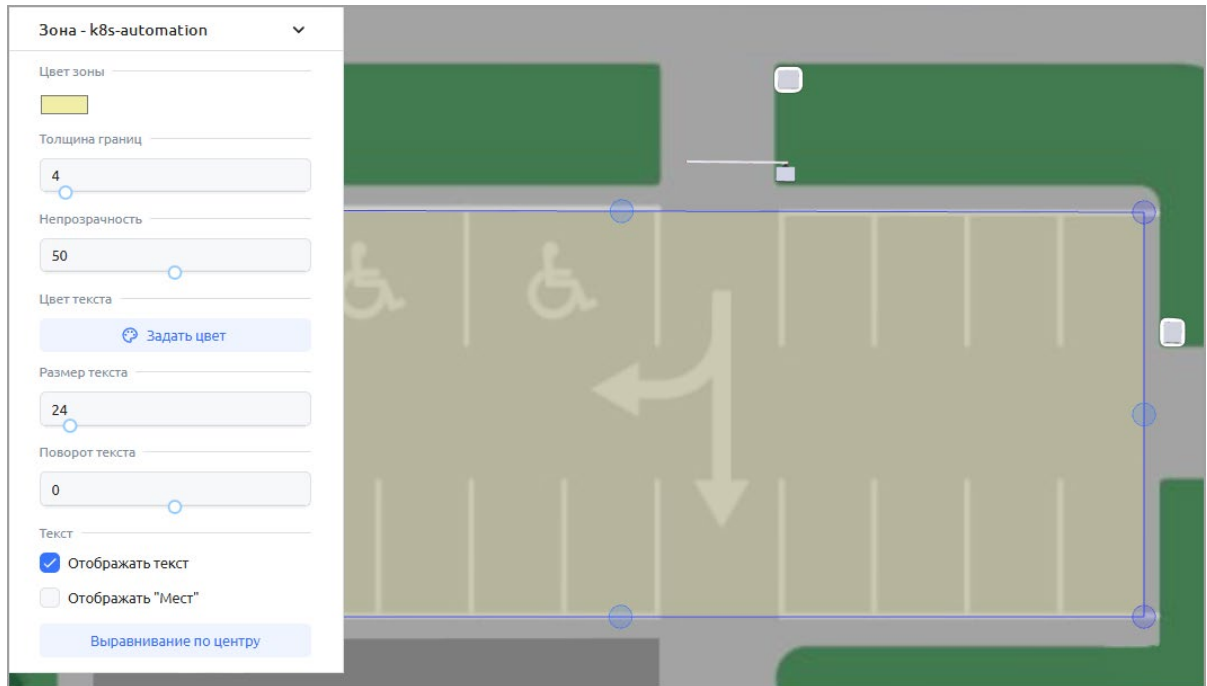 Зона - k8s-automation
Цвет зоны
Толщина границ
4
Непрозрачность
50
Цвет текста
Задать цвет
Размер текста
24
Поворот текста
0
Текст
Отображать текст
Отображать "Мест"
Выравнивание по центру